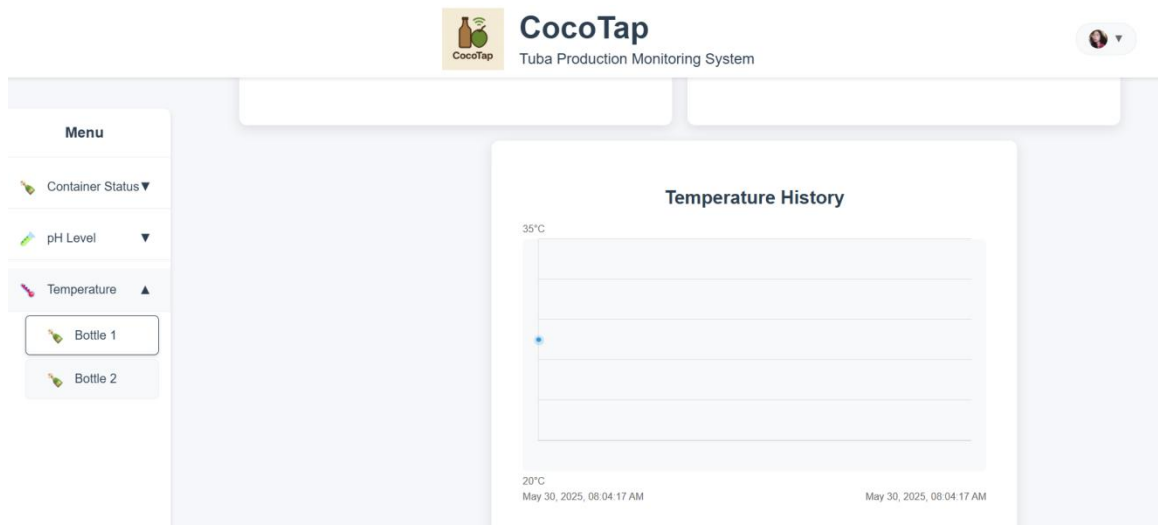 CocoTap
CocoTap
Tuba Production Monitoring System
▼
Menu
Container Status▼
pH Level ▼
Temperature ▲
Bottle 1
Bottle 2
Temperature History
35°C
20°C
May 30, 2025, 08:04:17 AM
May 30, 2025, 08:04:17 AM